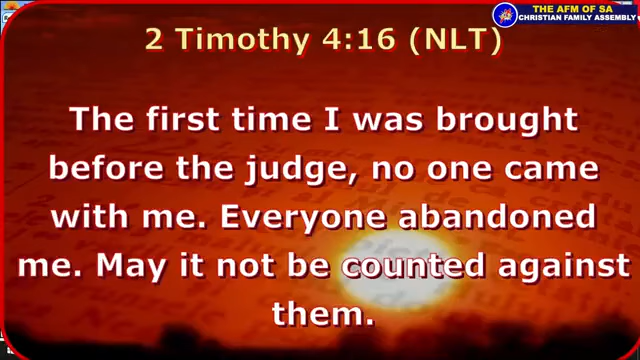 THE AFM OF SA
CHRISTIAN FAMILY ASSEMBLY
2 Timothy 4:16 (NLT)
The first time I was brought
before the judge, no one came
with me. Everyone abandoned
me. May it not be counted against
them.